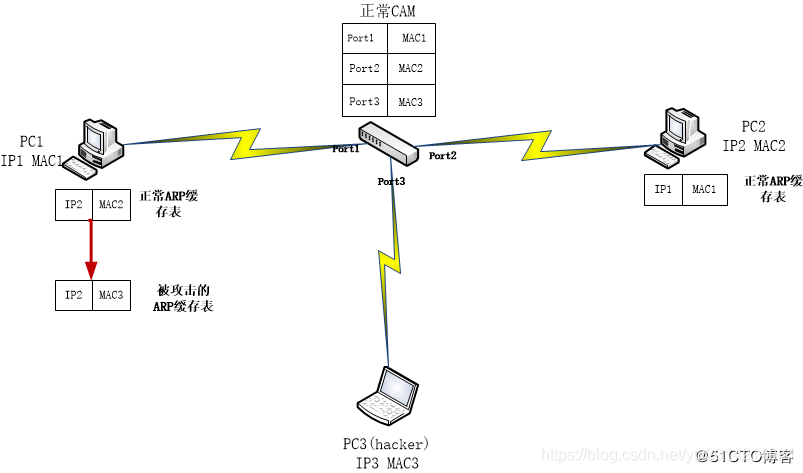 正常CAM
Port1 MAC1
Port2 MAC2
Port3 MAC3
PC1
IP1 MAC1
Port1
Port2
Port3
PC2
IP2 MAC2
IP2 MAC2
正常ARP缓
存表
IP1 MAC1
正常ARP缓
存表
IP2 MAC3
被攻击的
ARP缓存表
PC3(hacker)
IP3 MAC3
https://blog.csdn.net/y
@51CTO博客